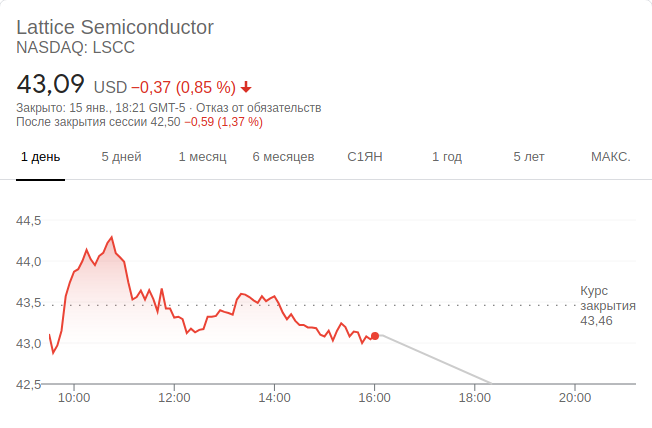 Lattice Semiconductor
NASDAQ: LSCC
43,09 USD −0,37 (0,85 %)
Закрыто: 15 янв., 18:21 GMT-5 · Отказ от обязательств
После закрытия сессии 42,50 −0,59 (1,37 %)
1 день 5 дней 1 месяц 6 месяцев С1ЯН 1 год 5 лет МАКС.
44,5
44,0
43,5
43,0
42,5
Курс
закрытия
43,46
10:00 12:00 14:00 16:00 18:00 20:00